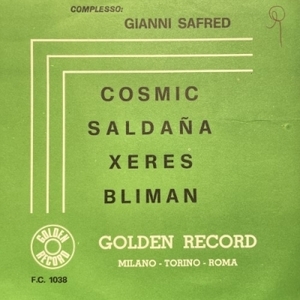 COMPLESSO: GIANNI SAFRED
COSMIC
SALDAÑA
XERES
BLIMAN
GOLDEN RECORD
GOLDEN RECORD
MILANO - TORINO - ROMA
F.C. 1038